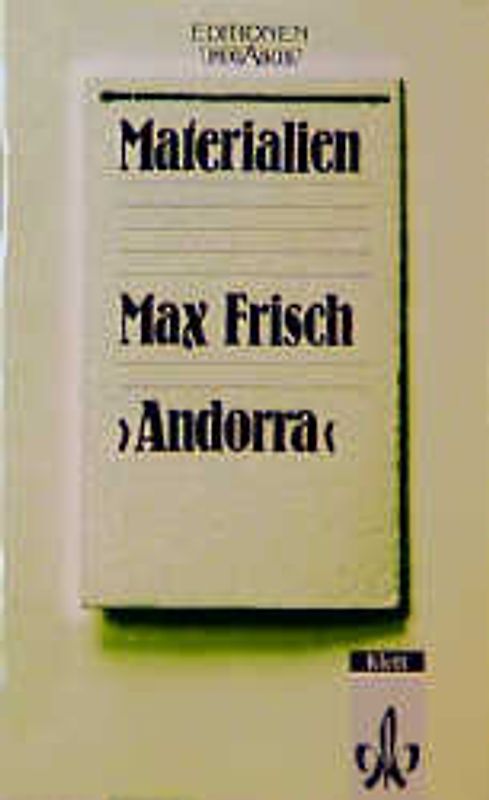 EDITIONEN
Materialien
Max Frisch
›Andorra‹
Klett